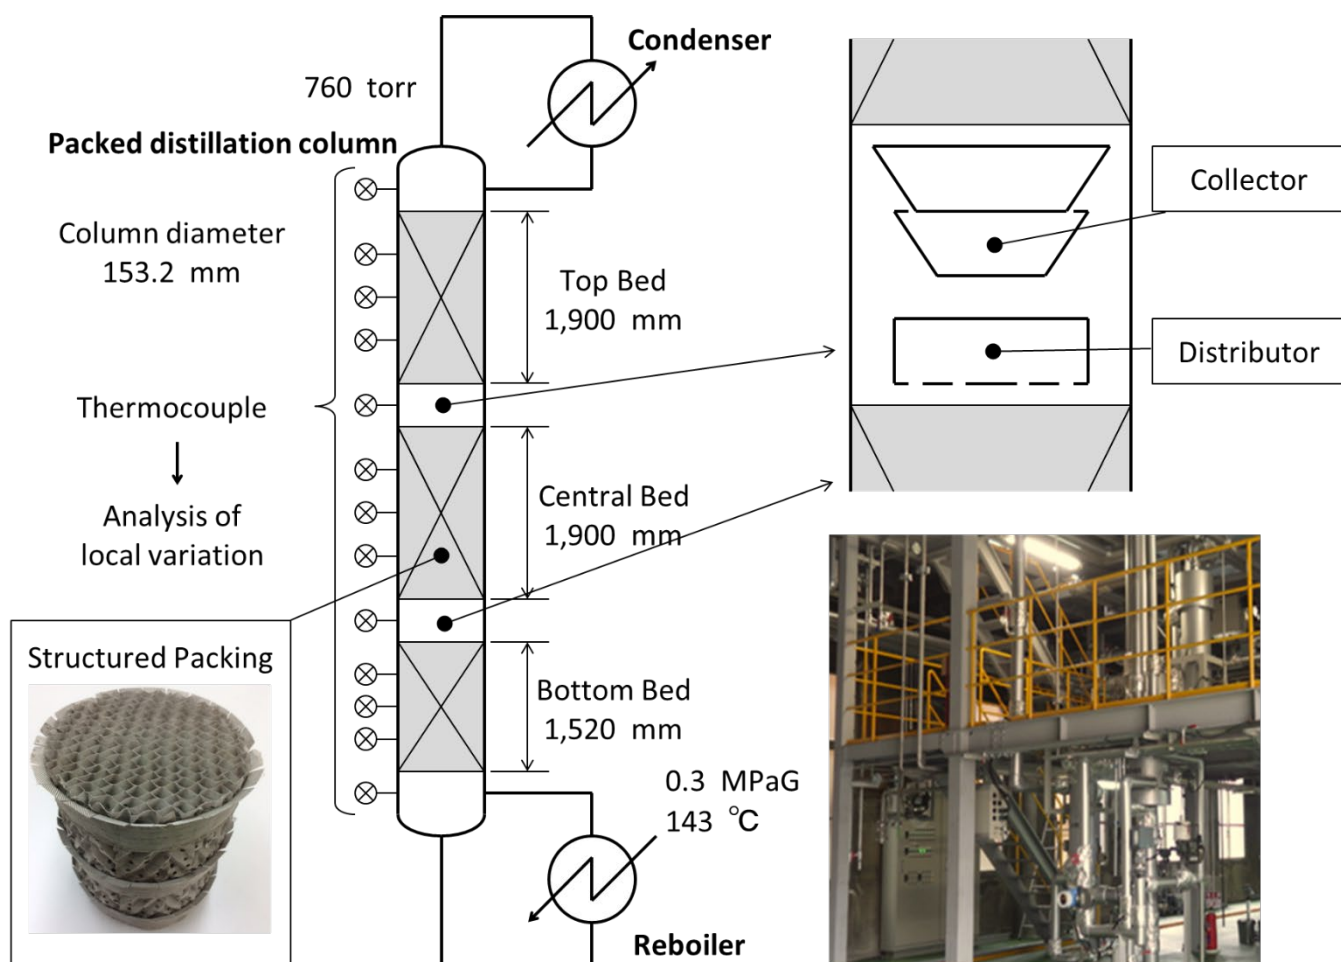 Condenser
760 torr
Packed distillation column
Column diameter
153.2 mm
Top Bed
1,900 mm
Collector
Distributor
Thermocouple
Analysis of
local variation
Central Bed
1,900 mm
Structured Packing
Bottom Bed
1,520 mm
0.3 MPaG
143 ℃
Reboiler